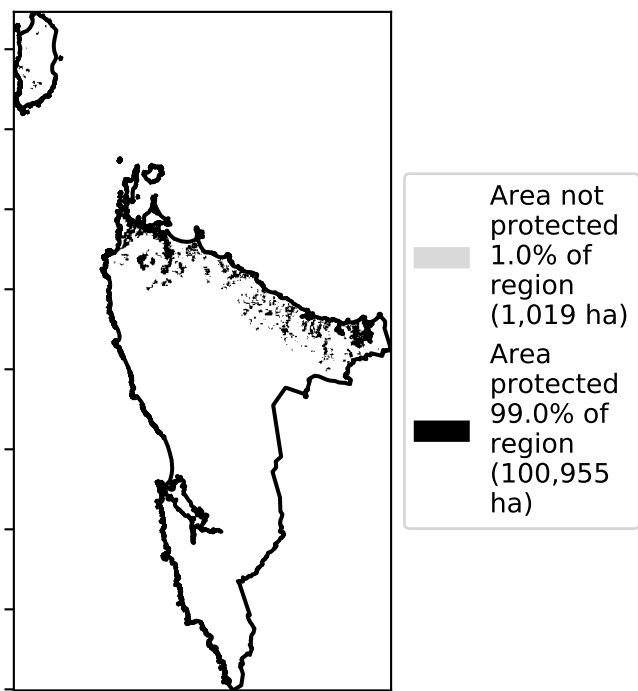 Area not
protected
1.0% of
region
(1,019 ha)
Area
protected
99.0% of
region
(100,955
ha)